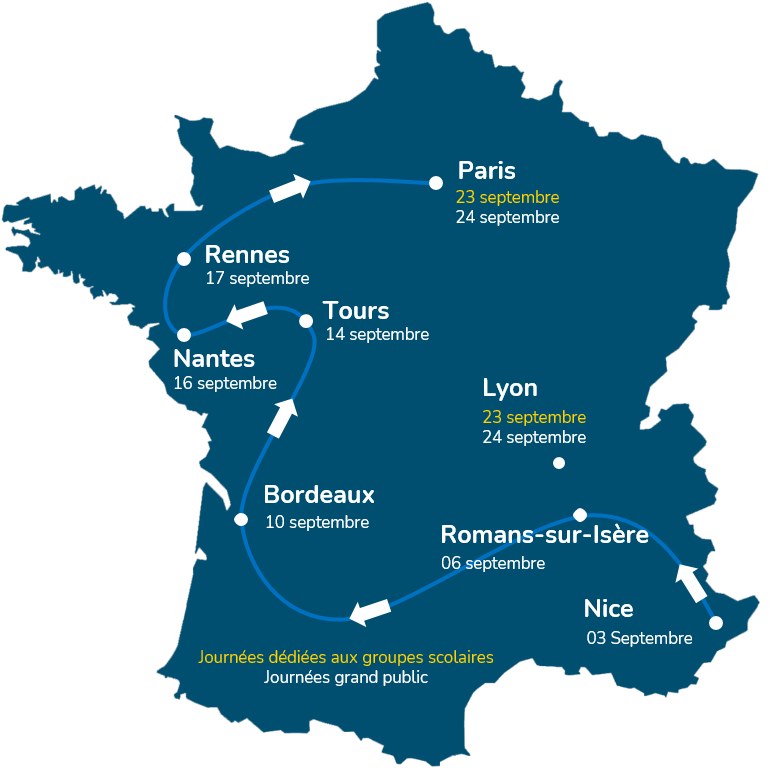 Paris
23 septembre
24 septembre
Rennes
17 septembre
Tours
14 septembre
Nantes
16 septembre
Lyon
23 septembre
24 septembre
Bordeaux
10 septembre
Romans-sur-Isère
06 septembre
Nice
03 Septembre
Journées dédiées aux groupes scolaires
Journées grand public